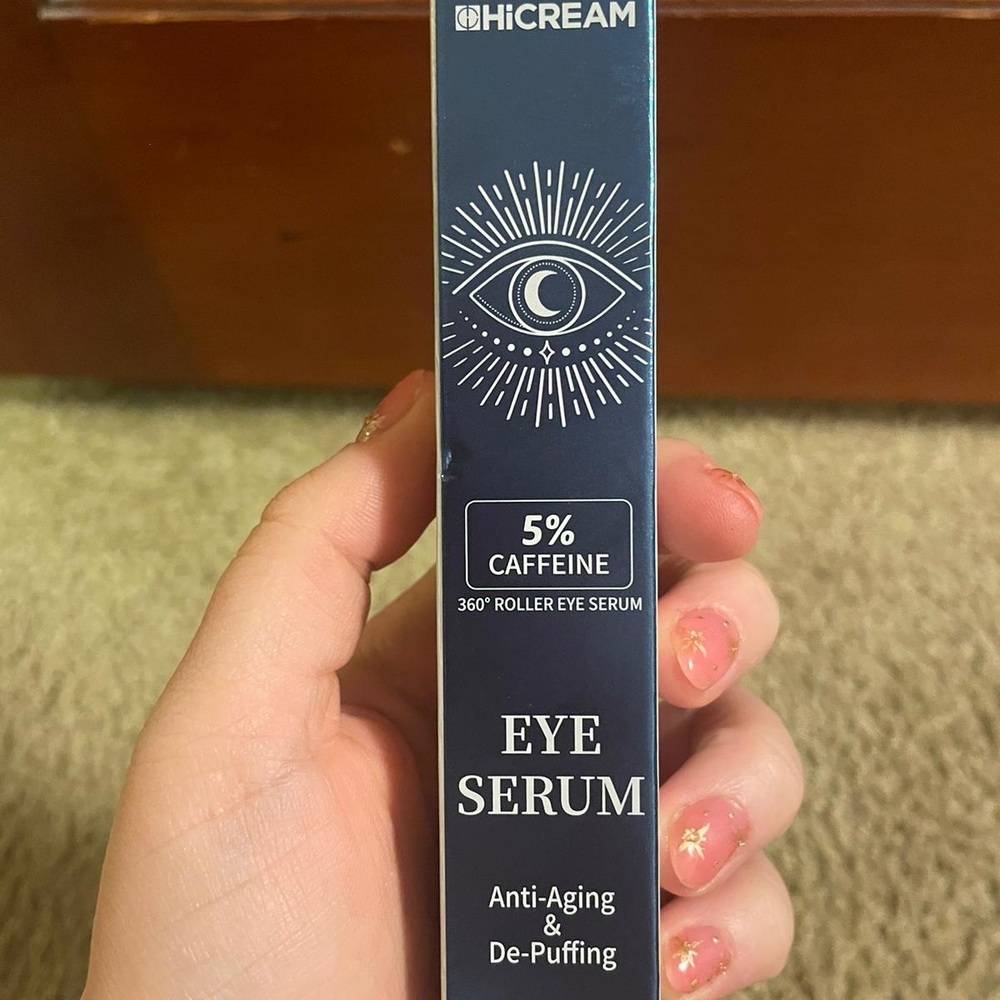 HiCREAM
5%
CAFFEINE
360° ROLLER EYE SERUM
EYE
SERUM
Anti-Aging
&
De-Puffing